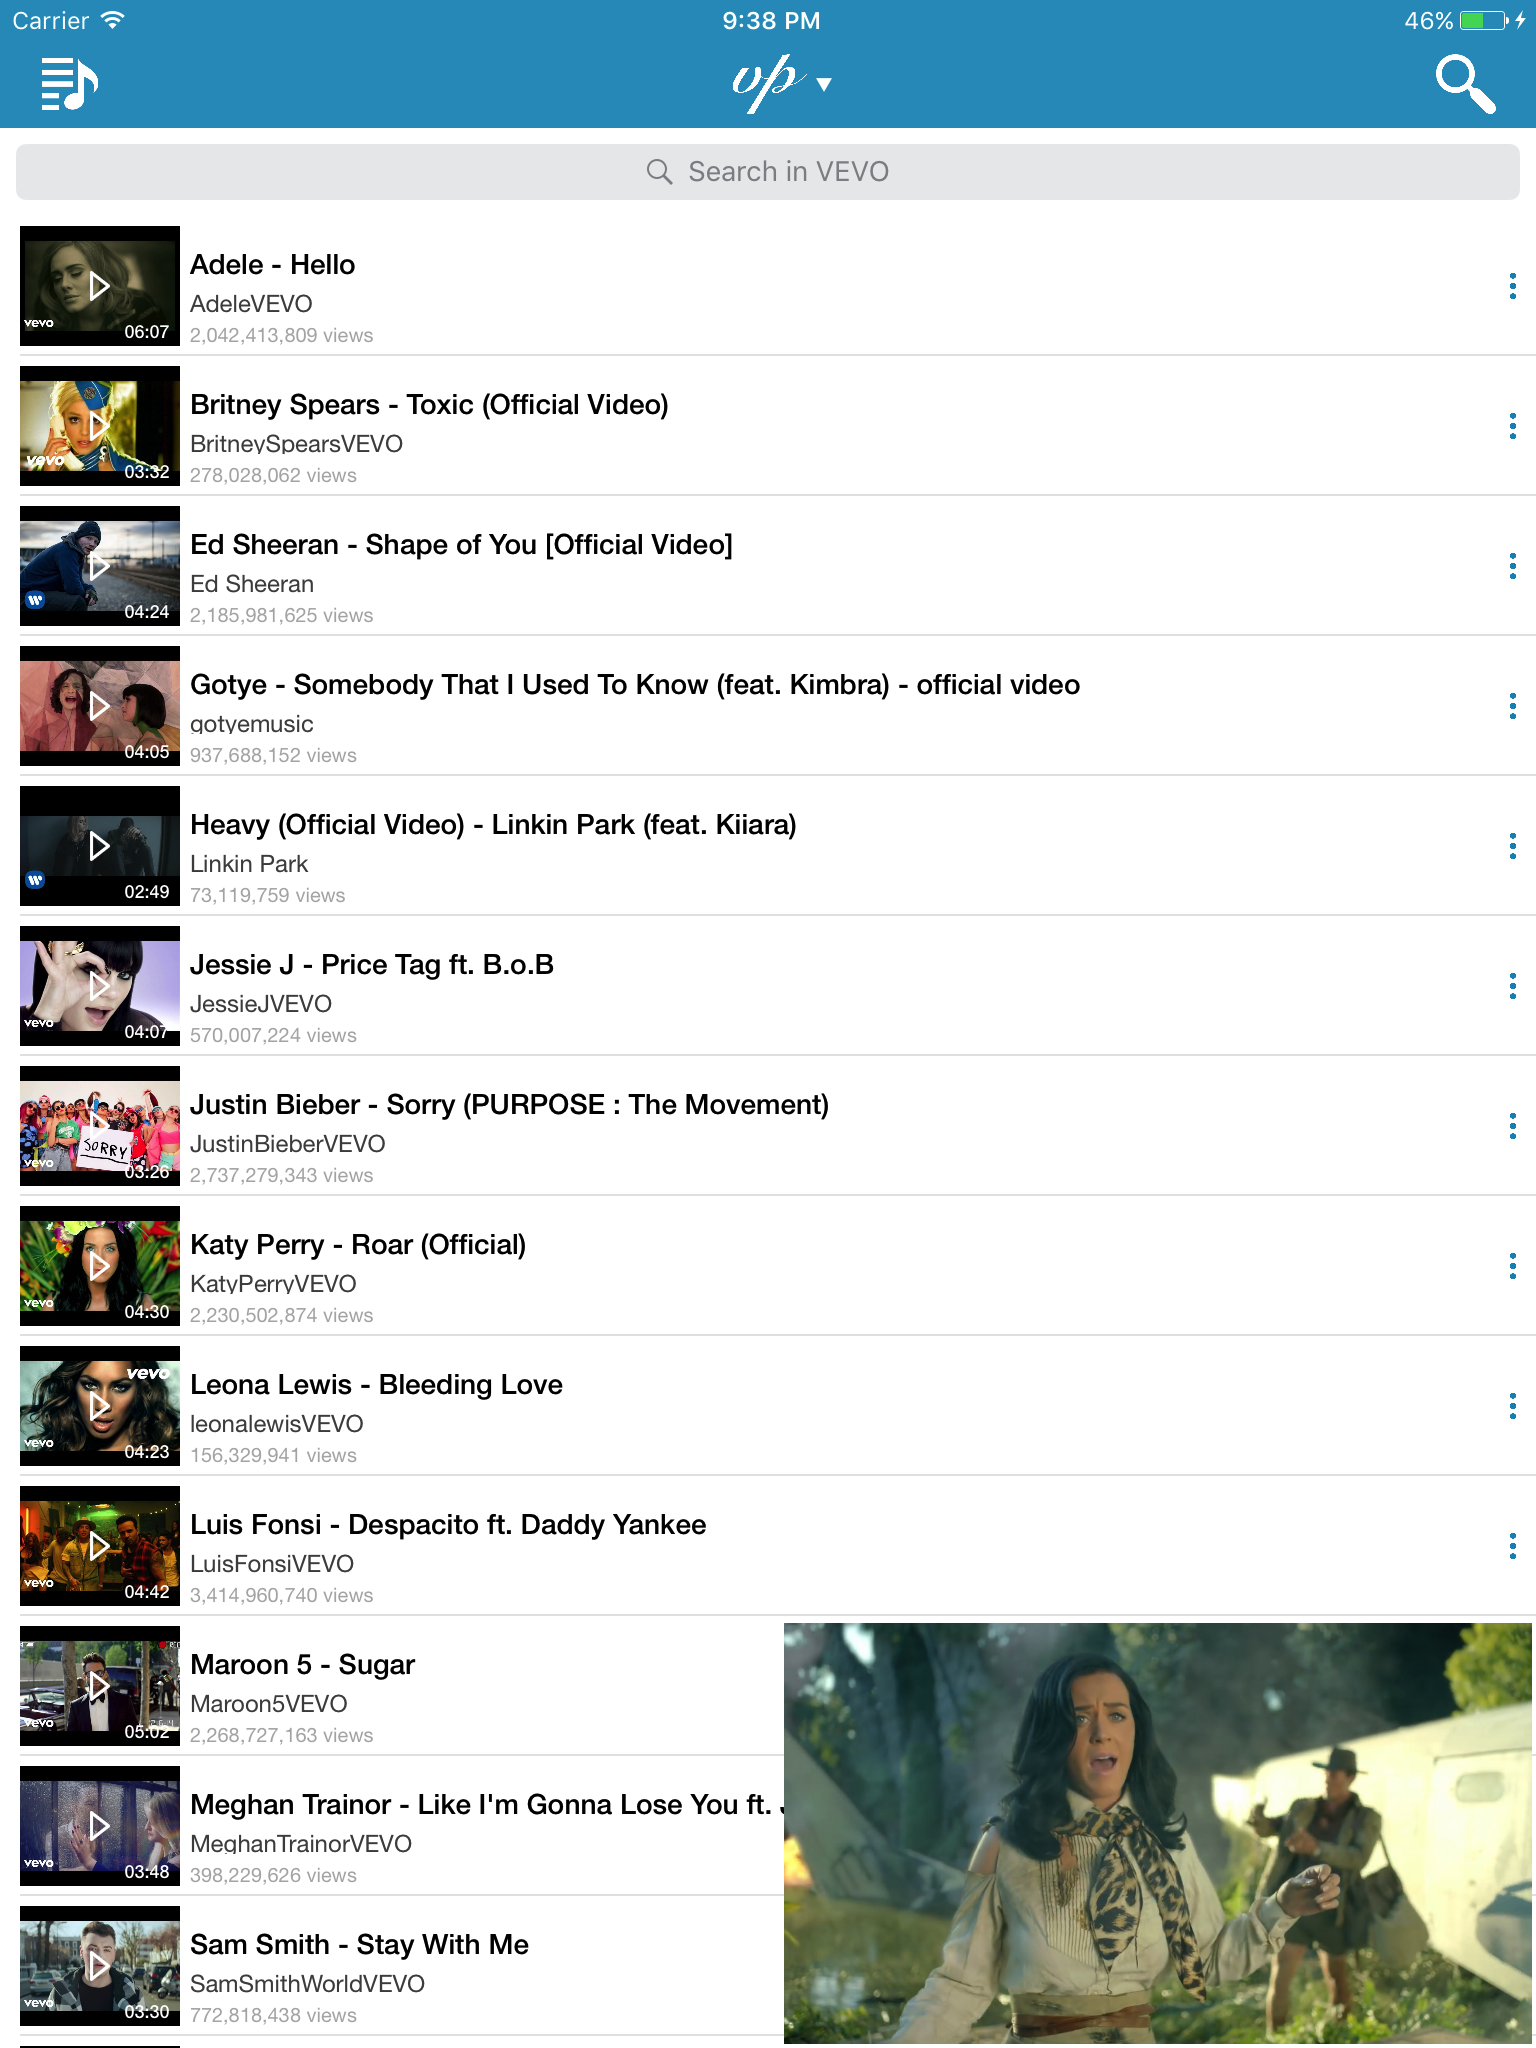 Carrier 9:38 PM 46%
vp ▼
Search in VEVO
Adele - Hello
AdeleVEVO
vevo 06:07 2,042,413,809 views
Britney Spears - Toxic (Official Video)
BritneySpearsVEVO
vevo 03:32 278,028,062 views
Ed Sheeran - Shape of You [Official Video]
Ed Sheeran
04:24 2,185,981,625 views
Gotye - Somebody That I Used To Know (feat. Kimbra) - official video
gotyemusic
04:05 937,688,152 views
Heavy (Official Video) - Linkin Park (feat. Kiiara)
Linkin Park
02:49 73,119,759 views
Jessie J - Price Tag ft. B.o.B
JessieJVEVO
vevo 04:07 570,007,224 views
Justin Bieber - Sorry (PURPOSE : The Movement)
SORRY JustinBieberVEVO
vevo 03:26 2,737,279,343 views
Katy Perry - Roar (Official)
KatyPerryVEVO
vevo 04:30 2,230,502,874 views
vevo Leona Lewis - Bleeding Love
leonalewisVEVO
vevo 04:23 156,329,941 views
Luis Fonsi - Despacito ft. Daddy Yankee
LuisFonsiVEVO
vevo 04:42 3,414,960,740 views
Maroon 5 - Sugar
Maroon5VEVO
vevo 05:02 2,268,727,163 views
Meghan Trainor - Like I'm Gonna Lose You ft.
MeghanTrainorVEVO
vevo 03:48 398,229,626 views
Sam Smith - Stay With Me
SamSmithWorldVEVO
vevo 03:30 772,818,438 views